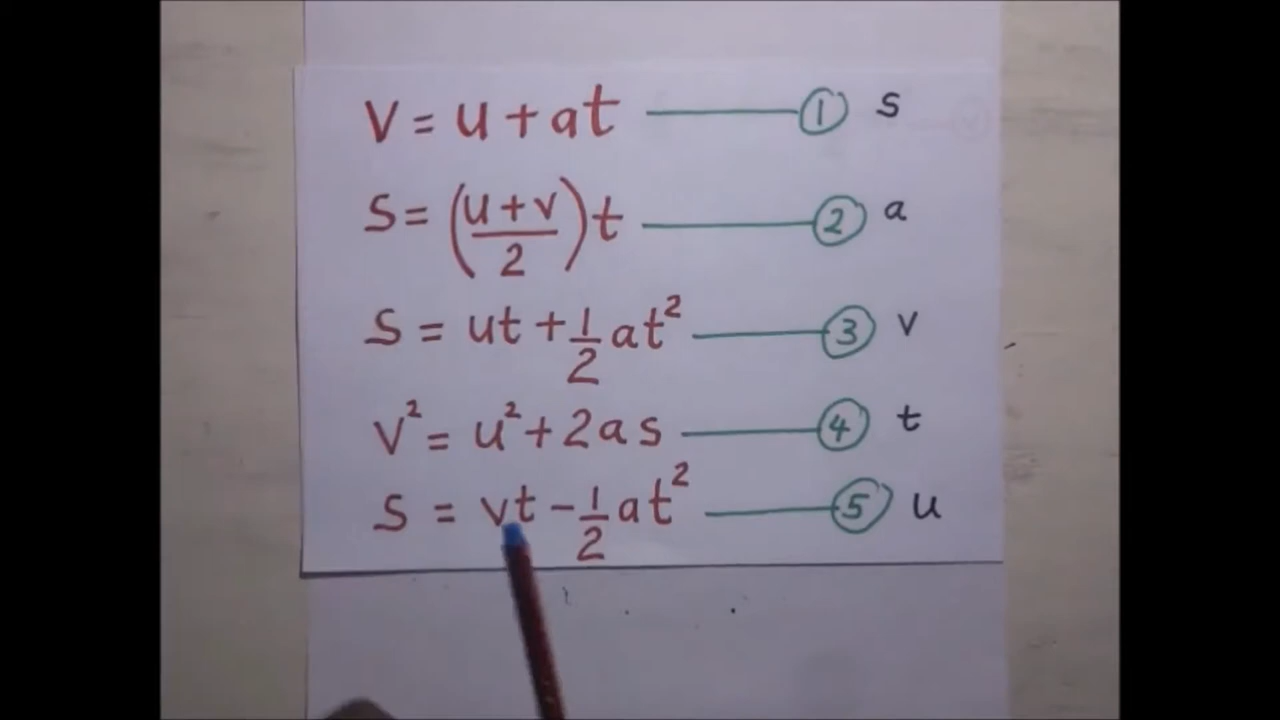 v = u + at ——— ① s
s = (u + v / 2) t ——— ② a
s = ut + 1/2 at² ——— ③ v
v² = u² + 2as ——— ④ t
s = vt − 1/2 at² ——— ⑤ u